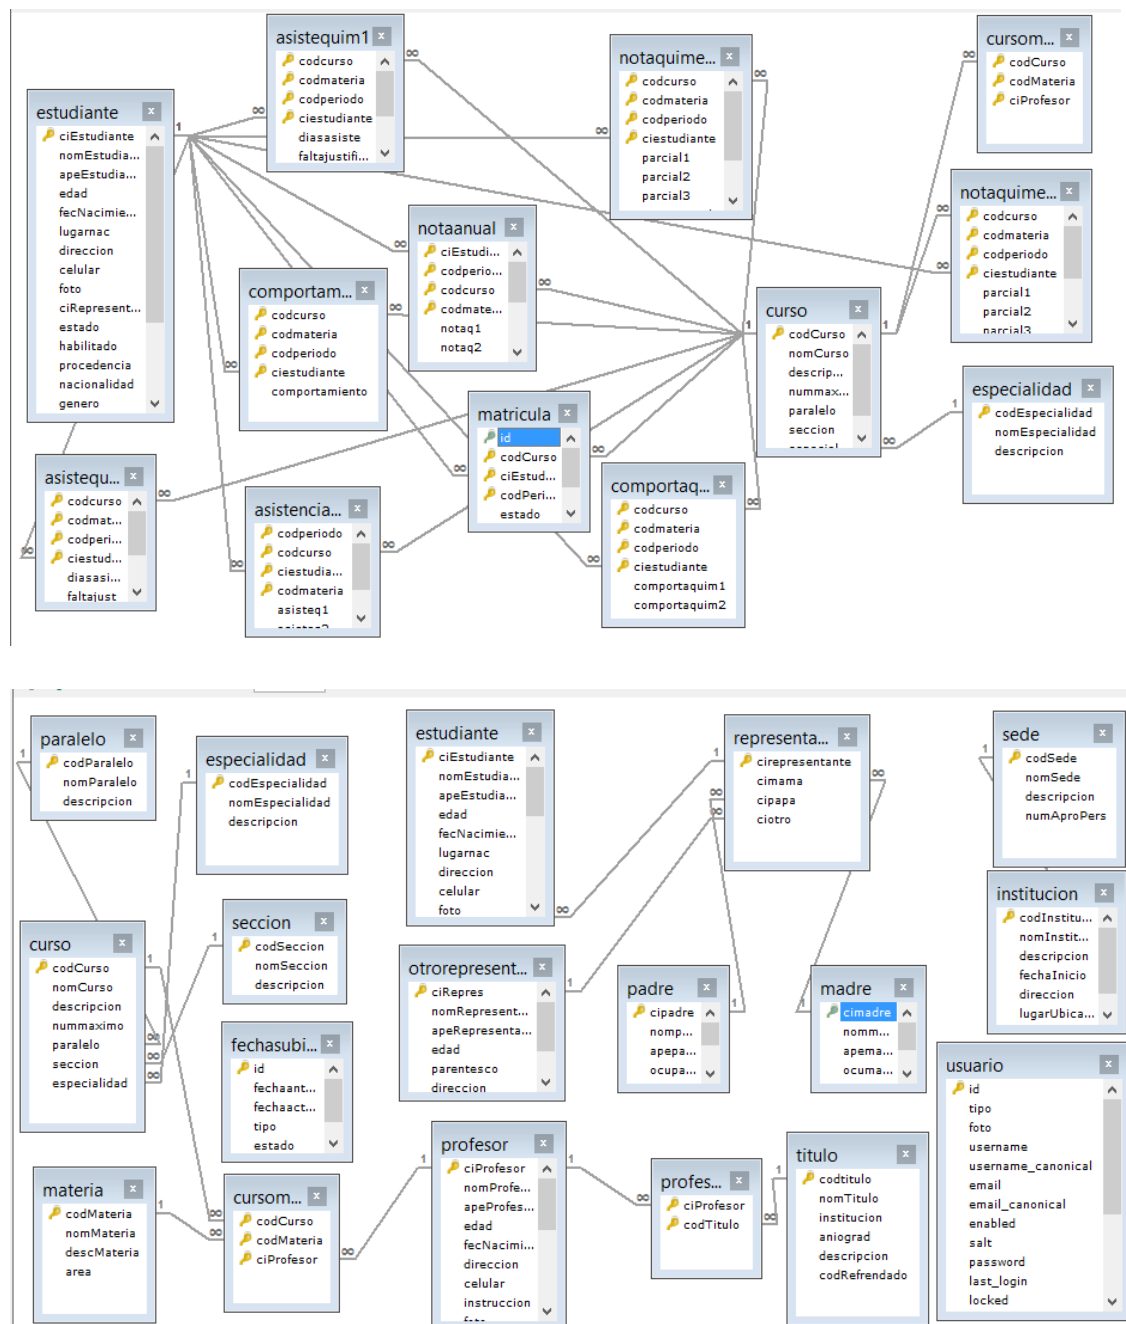 asistequim1
codcurso
codmateria
codperiodo
ciestudiante
diasasiste
faltajustifi...
notaquime...
codcurso
codmateria
codperiodo
ciestudiante
parcial1
parcial2
parcial3
cursom...
codCurso
codMateria
ciProfesor
estudiante
ciEstudiante
nomEstudia...
apeEstudia...
edad
fecNacimie...
lugarnac
direccion
celular
foto
ciRepresent...
estado
habilitado
procedencia
nacionalidad
genero
notaquime...
codcurso
codmateria
codperiodo
ciestudiante
parcial1
parcial2
parcial3
notaanual
ciEstudi...
codperio...
codcurso
codmate...
notaq1
notaq2
comportam...
codcurso
codmateria
codperiodo
ciestudiante
comportamiento
curso
codCurso
nomCurso
descrip...
nummax...
paralelo
seccion
especial...
especialidad
codEspecialidad
nomEspecialidad
descripcion
matricula
id
codCurso
ciEstud...
codPeri...
estado
asistequ...
codcurso
codmat...
codperi...
ciestud...
diasasi...
faltajust
asistencia...
codperiodo
codcurso
ciestudia...
codmateria
asisteq1
asisteq2
comportaq...
codcurso
codmateria
codperiodo
ciestudiante
comportaquim1
comportaquim2
paralelo
codParalelo
nomParalelo
descripcion
especialidad
codEspecialidad
nomEspecialidad
descripcion
estudiante
ciEstudiante
nomEstudia...
apeEstudia...
edad
fecNacimie...
lugarnac
direccion
celular
foto
representa...
cirepresentante
cimama
cipapa
ciotro
sede
codSede
nomSede
descripcion
numAproPers
curso
codCurso
nomCurso
descripcion
nummaximo
paralelo
seccion
especialidad
seccion
codSeccion
nomSeccion
descripcion
institucion
codInstitu...
nomInstit...
descripcion
fechaInicio
direccion
lugarUbica...
otrorepresent...
ciRepres
nomRepresent...
apeRepresenta...
edad
parentesco
direccion
padre
cipadre
nomp...
apepa...
ocupa...
madre
cimadre
nomm...
apema...
ocuma...
fechasubi...
id
fechaant...
fechaact...
tipo
estado
usuario
id
tipo
foto
username
username_canonical
email
email_canonical
enabled
salt
password
last_login
locked
materia
codMateria
nomMateria
descMateria
area
cursom...
codCurso
codMateria
ciProfesor
profesor
ciProfesor
nomProfe...
apeProfes...
edad
fecNacimi...
direccion
celular
instruccion
foto
profes...
ciProfesor
codTitulo
titulo
codtitulo
nomTitulo
institucion
aniograd
descripcion
codRefrendado